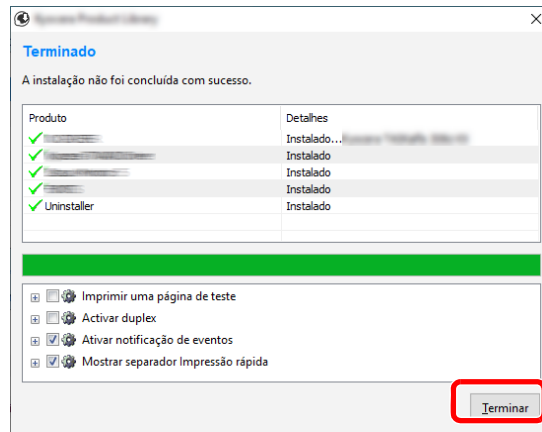 Terminado
A instalação não foi concluída com sucesso.
Produto Detalhes
Instalado...
Instalado
Instalado
Instalado
Uninstaller Instalado
Imprimir uma página de teste
Activar duplex
Ativar notificação de eventos
Mostrar separador Impressão rápida
Terminar